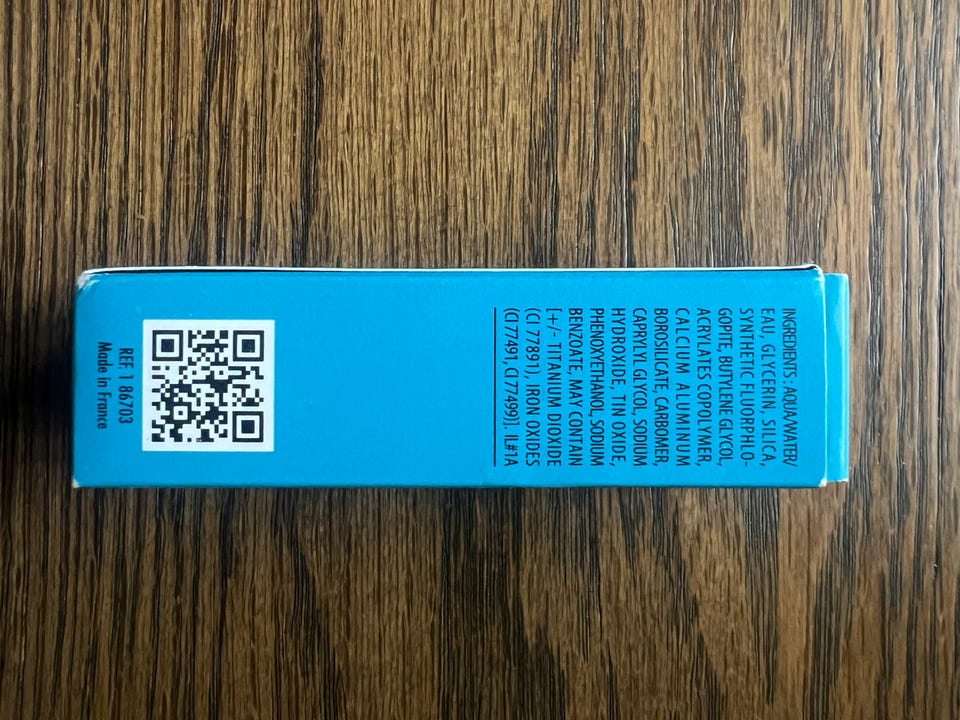 INGREDIENTS : AQUA/WATER/
EAU, GLYCERIN, SILICA,
SYNTHETIC FLUORPHLO-
GOPITE, BUTYLENE GLYCOL,
ACRYLATES COPOLYMER,
CALCIUM ALUMINUM
BOROSILICATE, CARBOMER,
CAPRYLYL GLYCOL, SODIUM
HYDROXIDE, TIN OXIDE,
PHENOXYETHANOL, SODIUM
BENZOATE, MAY CONTAIN
[+/- TITANIUM DIOXIDE
(CI 77891), IRON OXIDES
(CI 77491, CI 77499)]. IL#1A
REF. 1 86703
Made in France